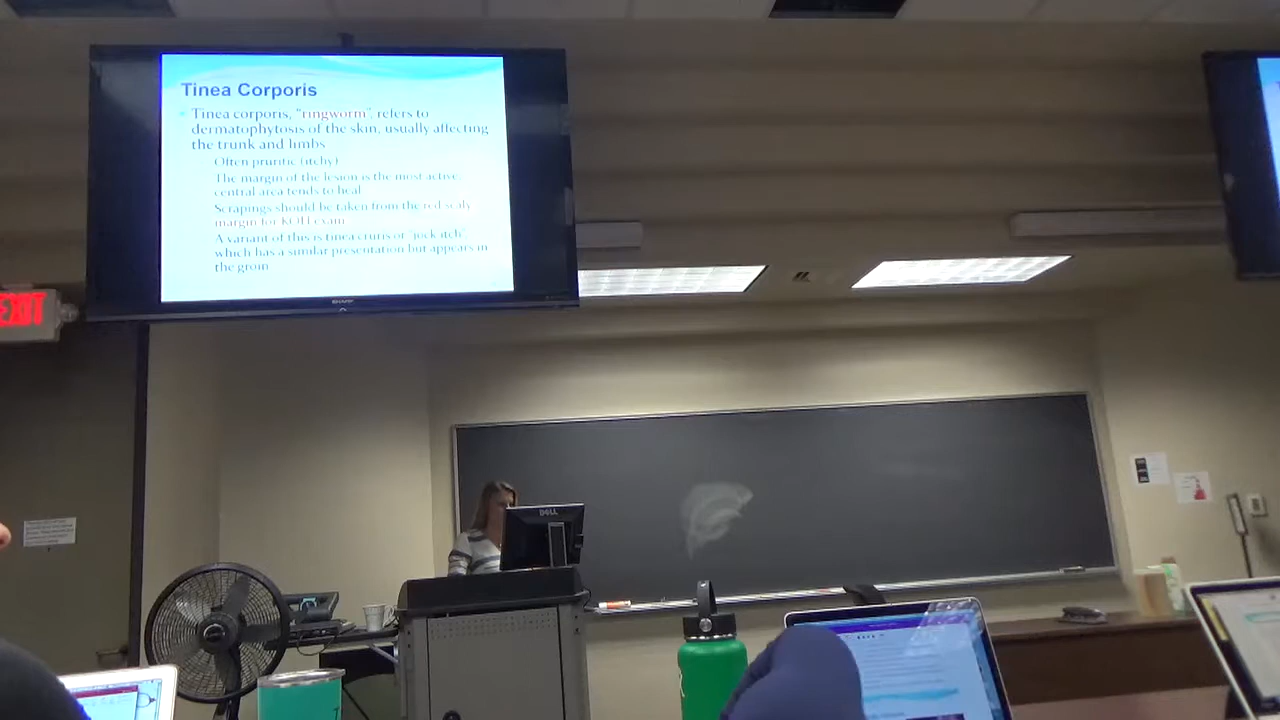 Tinea Corporis
Tinea corporis, "ringworm", refers to
dermatophytosis of the skin, usually affecting
the trunk and limbs
Often pruritic (itchy)
The margin of the lesion is the most active;
central area tends to heal
Scrapings should be taken from the red scaly
margin for KOH exam
A variant of this is tinea cruris or "jock itch"
which has a similar presentation but appears in
the groin
EXIT
DELL